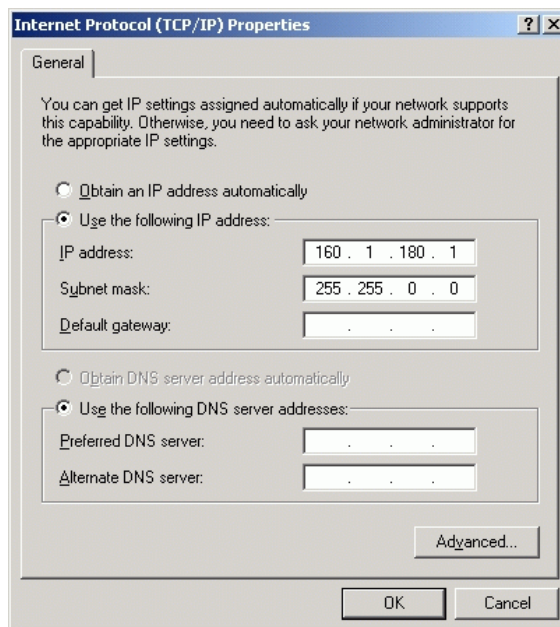 Internet Protocol (TCP/IP) Properties
General
You can get IP settings assigned automatically if your network supports
this capability. Otherwise, you need to ask your network administrator for
the appropriate IP settings.
Obtain an IP address automatically
Use the following IP address:
IP address: 160 . 1 . 180 . 1
Subnet mask: 255 . 255 . 0 . 0
Default gateway: . . .
Obtain DNS server address automatically
Use the following DNS server addresses:
Preferred DNS server: . . .
Alternate DNS server: . . .
Advanced...
OK Cancel